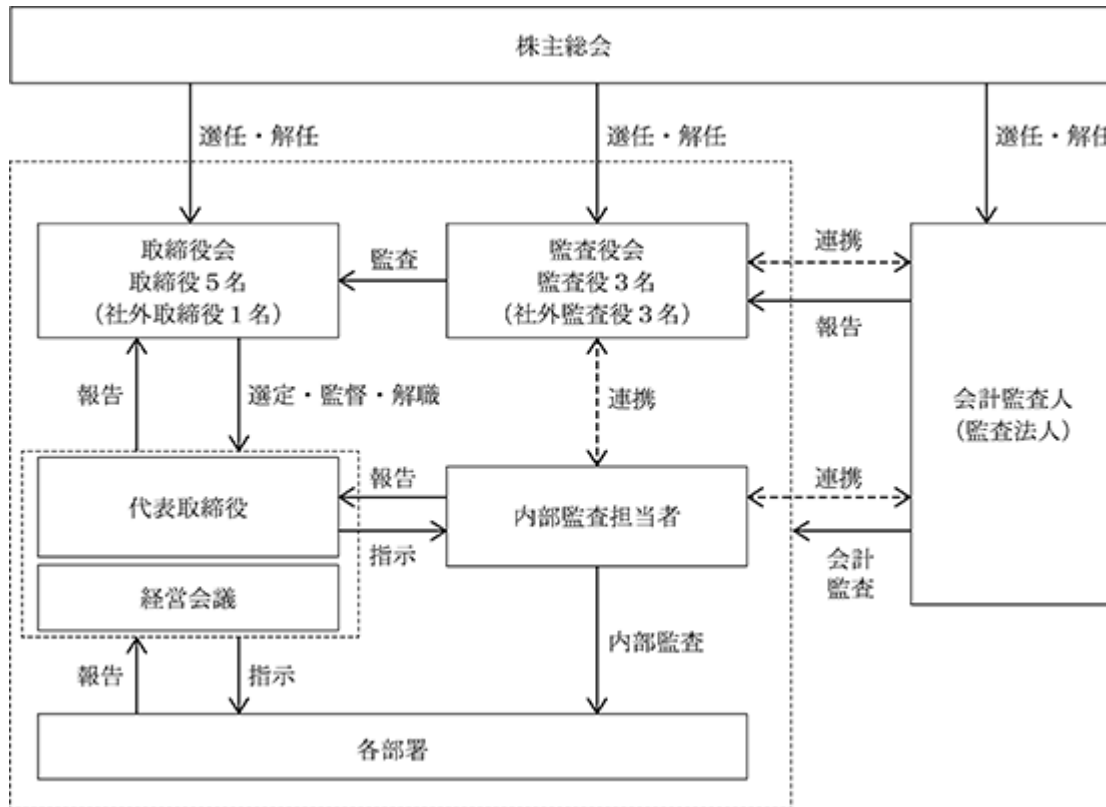 株主総会
選任・解任
選任・解任
選任・解任
取締役会
取締役５名
（社外取締役１名）
監査
監査役会
監査役３名
（社外監査役３名）
連携
報告
報告
選定・監督・解職
連携
会計監査人
（監査法人）
代表取締役
報告
指示
内部監査担当者
連携
会計
監査
経営会議
報告
指示
内部監査
各部署